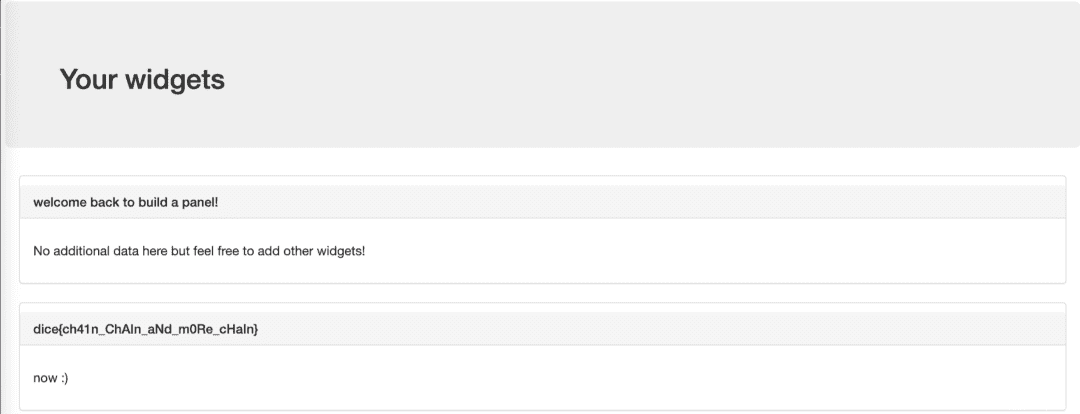 Your widgets
welcome back to build a panel!
No additional data here but feel free to add other widgets!
dice{ch41n_ChAIn_aNd_m0Re_cHaIn}
now :)